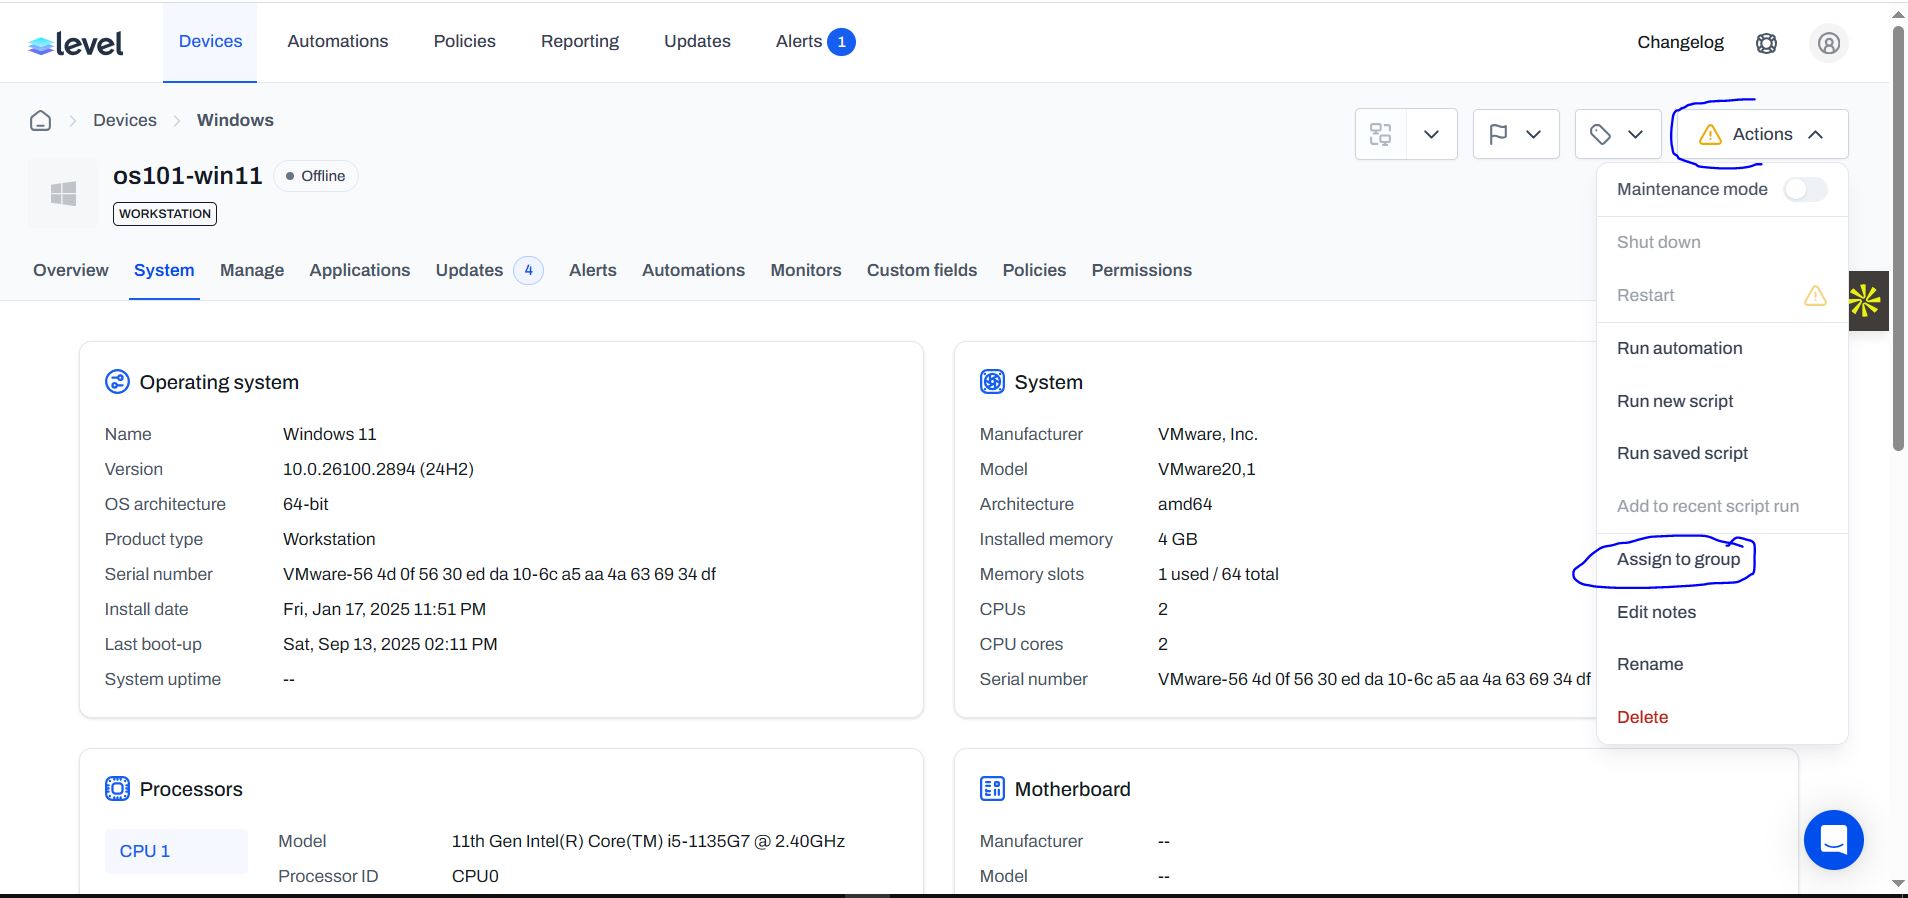 level
Devices
Automations
Policies
Reporting
Updates
Alerts 1
Changelog
Devices
Windows
Actions
os101-win11
Offline
WORKSTATION
Overview
System
Manage
Applications
Updates 4
Alerts
Automations
Monitors
Custom fields
Policies
Permissions
Maintenance mode
Shut down
Restart
Run automation
Run new script
Run saved script
Add to recent script run
Assign to group
Edit notes
Rename
Delete
Operating system
Name Windows 11
Version 10.0.26100.2894 (24H2)
OS architecture 64-bit
Product type Workstation
Serial number VMware-56 4d 0f 56 30 ed da 10-6c a5 aa 4a 63 69 34 df
Install date Fri, Jan 17, 2025 11:51 PM
Last boot-up Sat, Sep 13, 2025 02:11 PM
System uptime --
System
Manufacturer VMware, Inc.
Model VMware20,1
Architecture amd64
Installed memory 4 GB
Memory slots 1 used / 64 total
CPUs 2
CPU cores 2
Serial number VMware-56 4d 0f 56 30 ed da 10-6c a5 aa 4a 63 69 34 df
Processors
CPU 1
Model 11th Gen Intel(R) Core(TM) i5-1135G7 @ 2.40GHz
Processor ID CPU0
Motherboard
Manufacturer --
Model --